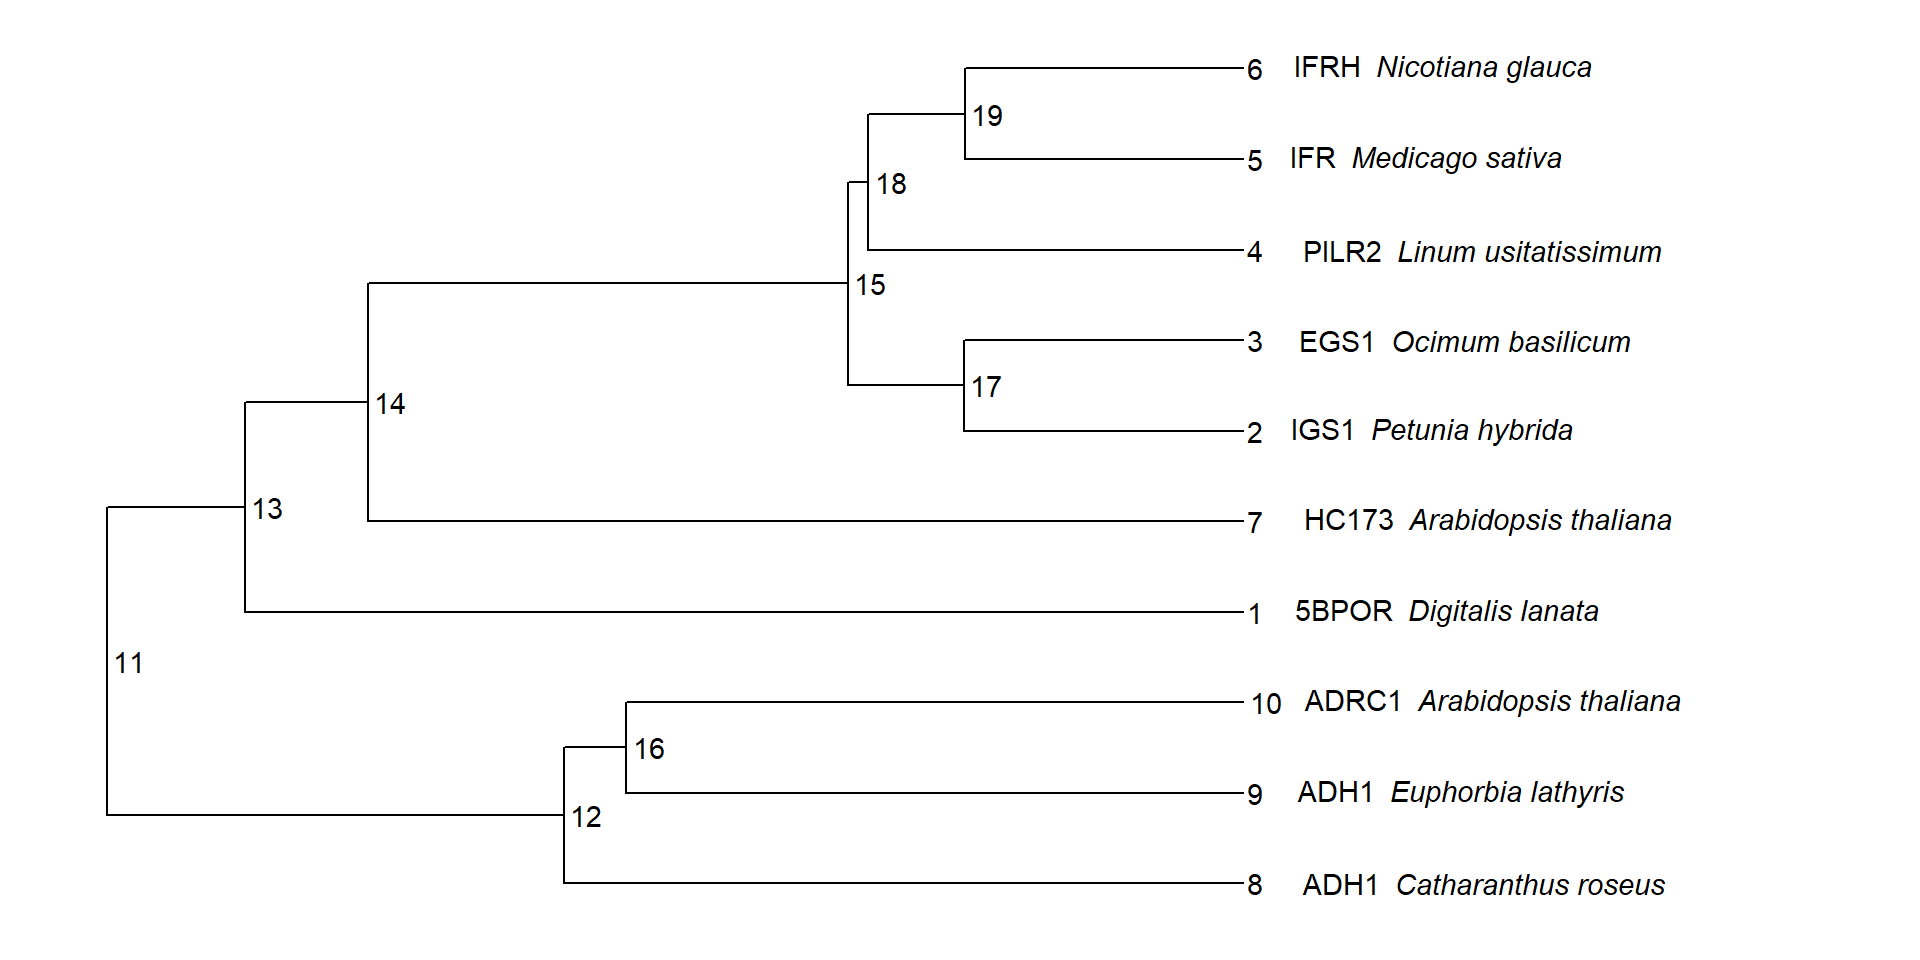 6 IFRH Nicotiana glauca
19
5 IFR Medicago sativa
18
4 PILR2 Linum usitatissimum
15
3 EGS1 Ocimum basilicum
17
2 IGS1 Petunia hybrida
14
13
7 HC173 Arabidopsis thaliana
1 5BPOR Digitalis lanata
11
10 ADRC1 Arabidopsis thaliana
16
9 ADH1 Euphorbia lathyris
12
8 ADH1 Catharanthus roseus